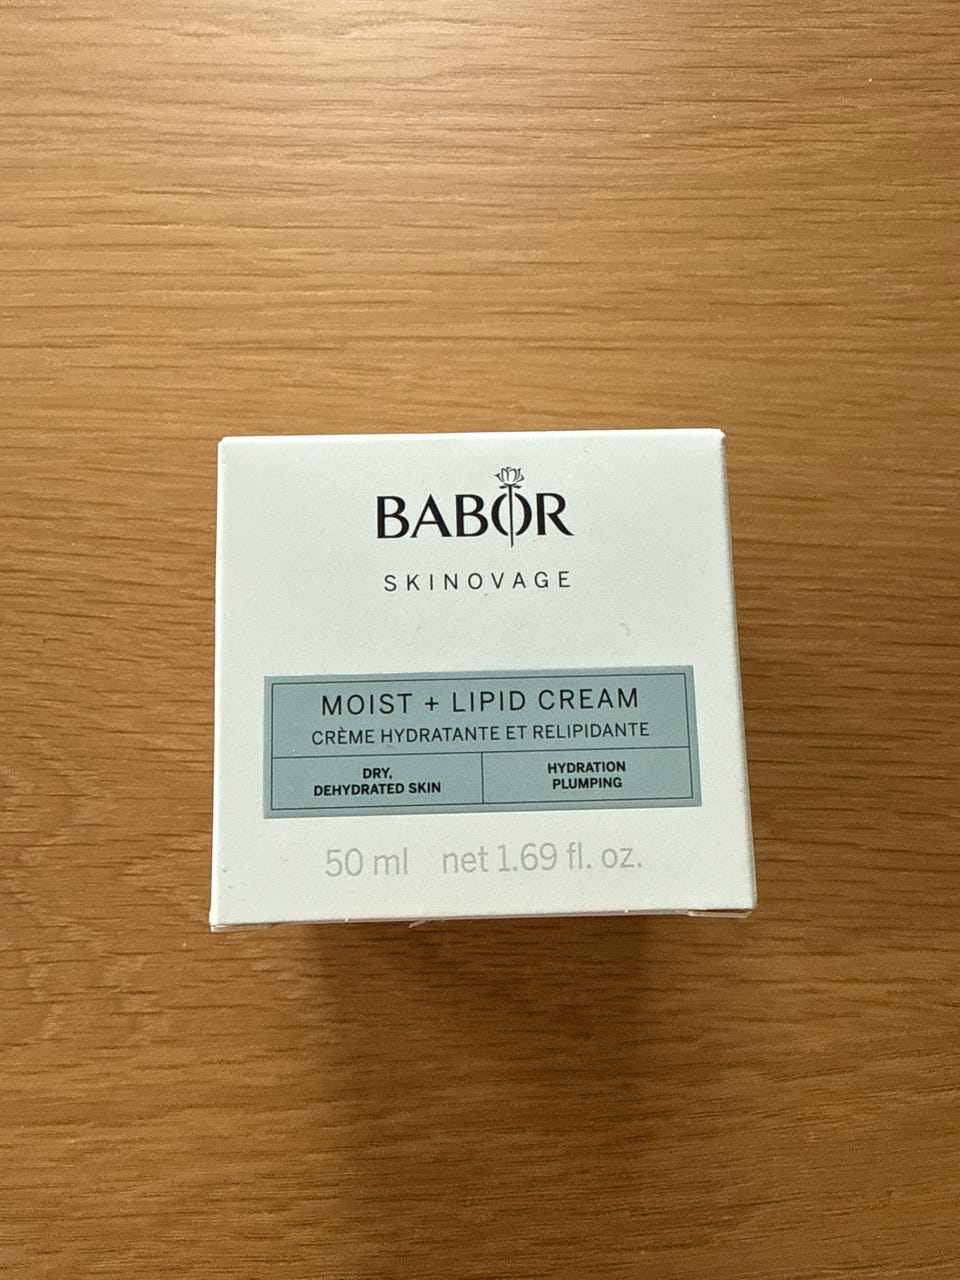 BABOR
SKINOVAGE
MOIST + LIPID CREAM
CRÈME HYDRATANTE ET RELIPIDANTE
DRY,
DEHYDRATED SKIN
HYDRATION
PLUMPING
50 ml net 1.69 fl. oz.